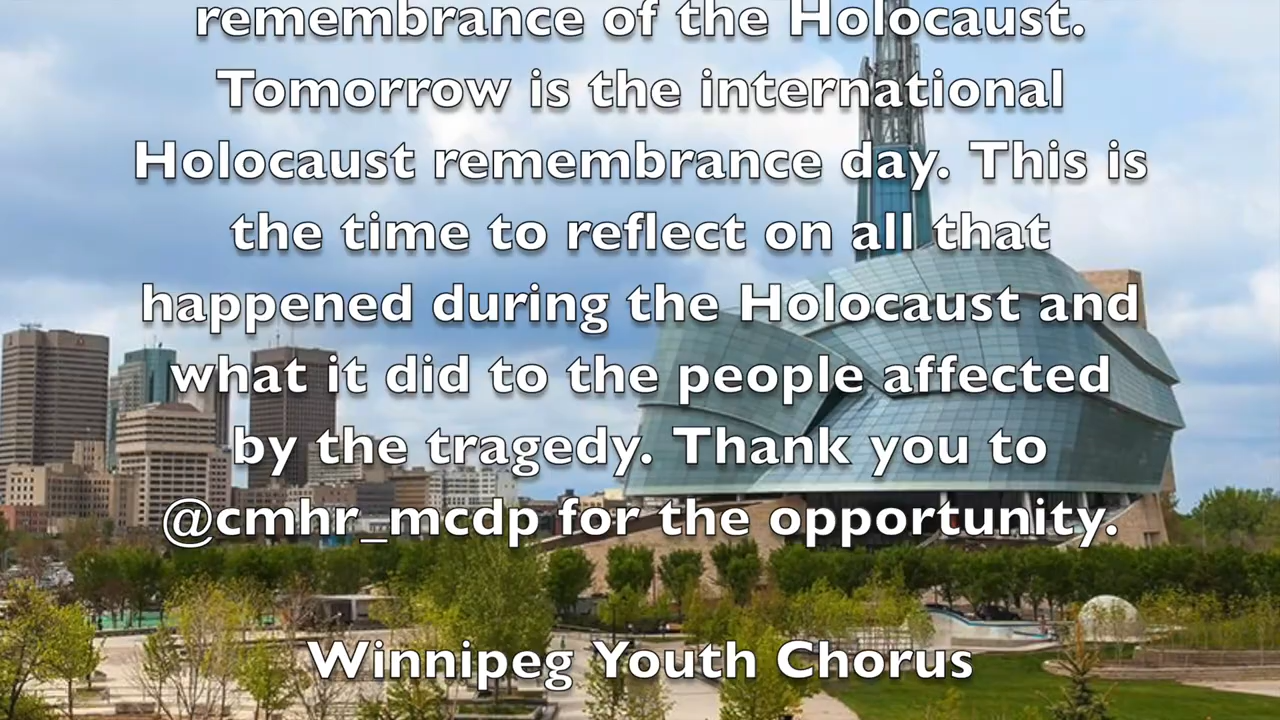 remembrance of the Holocaust.
Tomorrow is the international
Holocaust remembrance day. This is
the time to reflect on all that
happened during the Holocaust and
what it did to the people affected
by the tragedy. Thank you to
@cmhr_mcdp for the opportunity.
Winnipeg Youth Chorus